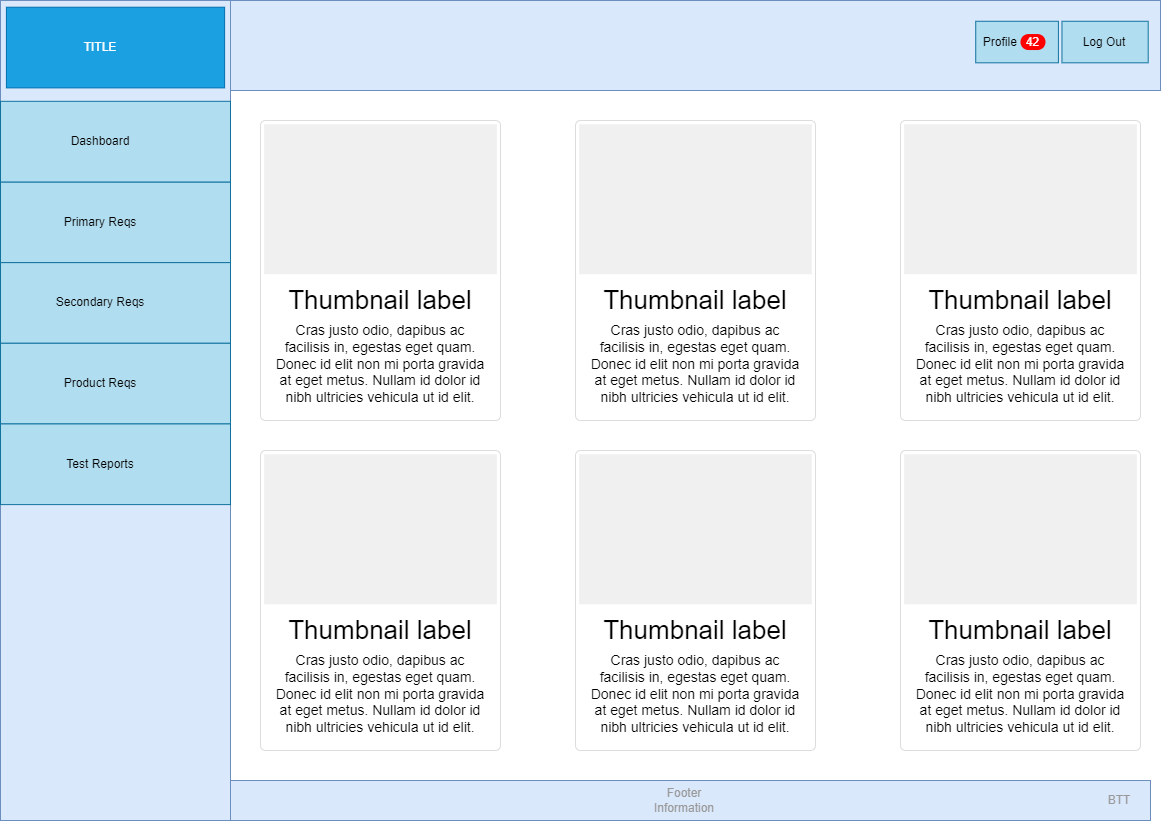 TITLE
Profile 42
Log Out
Dashboard
Primary Reqs
Secondary Reqs
Product Reqs
Test Reports
Thumbnail label
Cras justo odio, dapibus ac
facilisis in, egestas eget quam.
Donec id elit non mi porta gravida
at eget metus. Nullam id dolor id
nibh ultricies vehicula ut id elit.
Thumbnail label
Cras justo odio, dapibus ac
facilisis in, egestas eget quam.
Donec id elit non mi porta gravida
at eget metus. Nullam id dolor id
nibh ultricies vehicula ut id elit.
Thumbnail label
Cras justo odio, dapibus ac
facilisis in, egestas eget quam.
Donec id elit non mi porta gravida
at eget metus. Nullam id dolor id
nibh ultricies vehicula ut id elit.
Thumbnail label
Cras justo odio, dapibus ac
facilisis in, egestas eget quam.
Donec id elit non mi porta gravida
at eget metus. Nullam id dolor id
nibh ultricies vehicula ut id elit.
Thumbnail label
Cras justo odio, dapibus ac
facilisis in, egestas eget quam.
Donec id elit non mi porta gravida
at eget metus. Nullam id dolor id
nibh ultricies vehicula ut id elit.
Thumbnail label
Cras justo odio, dapibus ac
facilisis in, egestas eget quam.
Donec id elit non mi porta gravida
at eget metus. Nullam id dolor id
nibh ultricies vehicula ut id elit.
Footer
Information
BTT